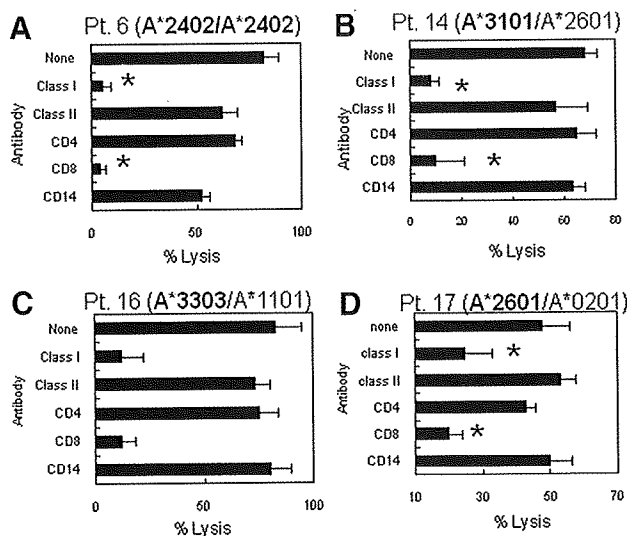 A Pt. 6 (A*2402/A*2402)
Antibody
None
Class I *
Class II
CD4
CD8 *
CD14
0 50 100
% Lysis
B Pt. 14 (A*3101/A*2601)
Antibody
None
Class I *
Class II
CD4
CD8 *
CD14
0 20 40 60 80
% Lysis
C Pt. 16 (A*3303/A*1101)
Antibody
None
Class I
Class II
CD4
CD8
CD14
0 50 100
% Lysis
D Pt. 17 (A*2601/A*0201)
Antibody
none
class I *
class II
CD4
CD8 *
CD14
10 30 50 70
% Lysis